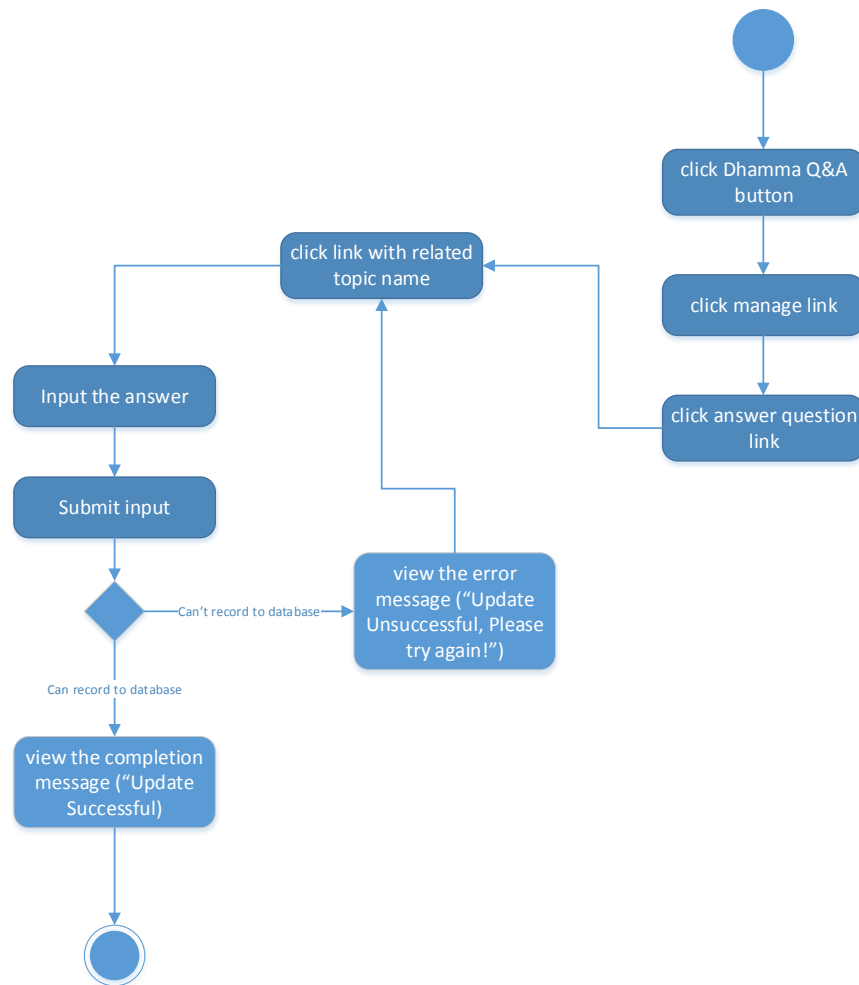 click Dhamma Q&A
button
click manage link
click answer question
link
click link with related
topic name
Input the answer
Submit input
Can't record to database
view the error
message (“Update
Unsuccessful, Please
try again!”)
Can record to database
view the completion
message (“Update
Successful)